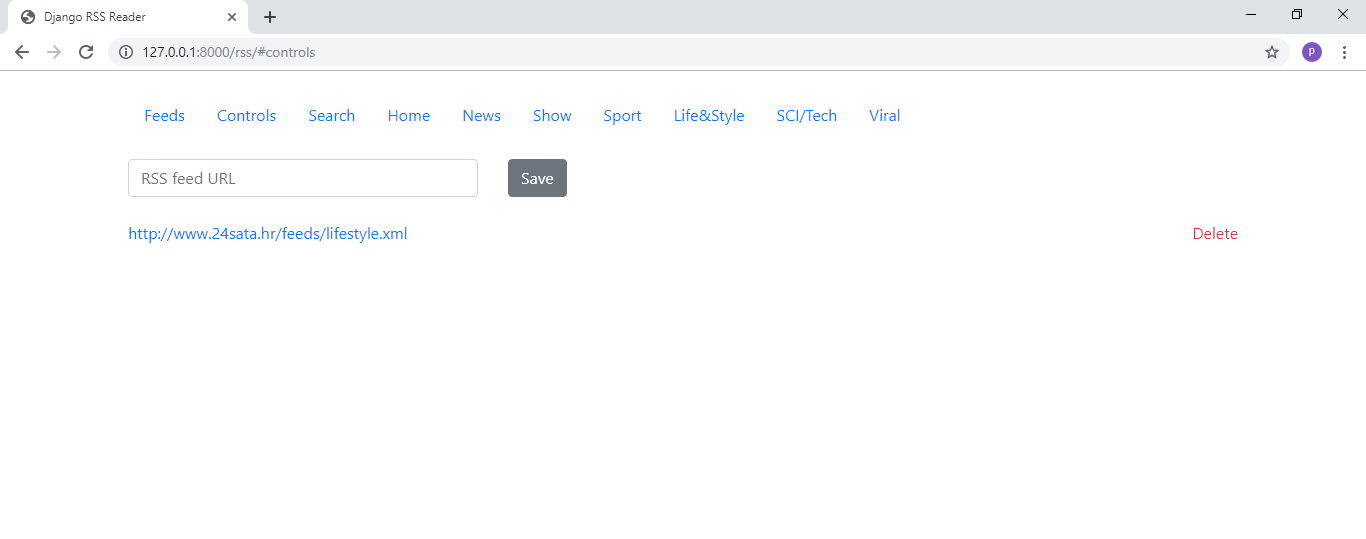 Django RSS Reader
127.0.0.1:8000/rss/#controls
p
Feeds Controls Search Home News Show Sport Life&Style SCI/Tech Viral
RSS feed URL Save
http://www.24sata.hr/feeds/lifestyle.xml Delete